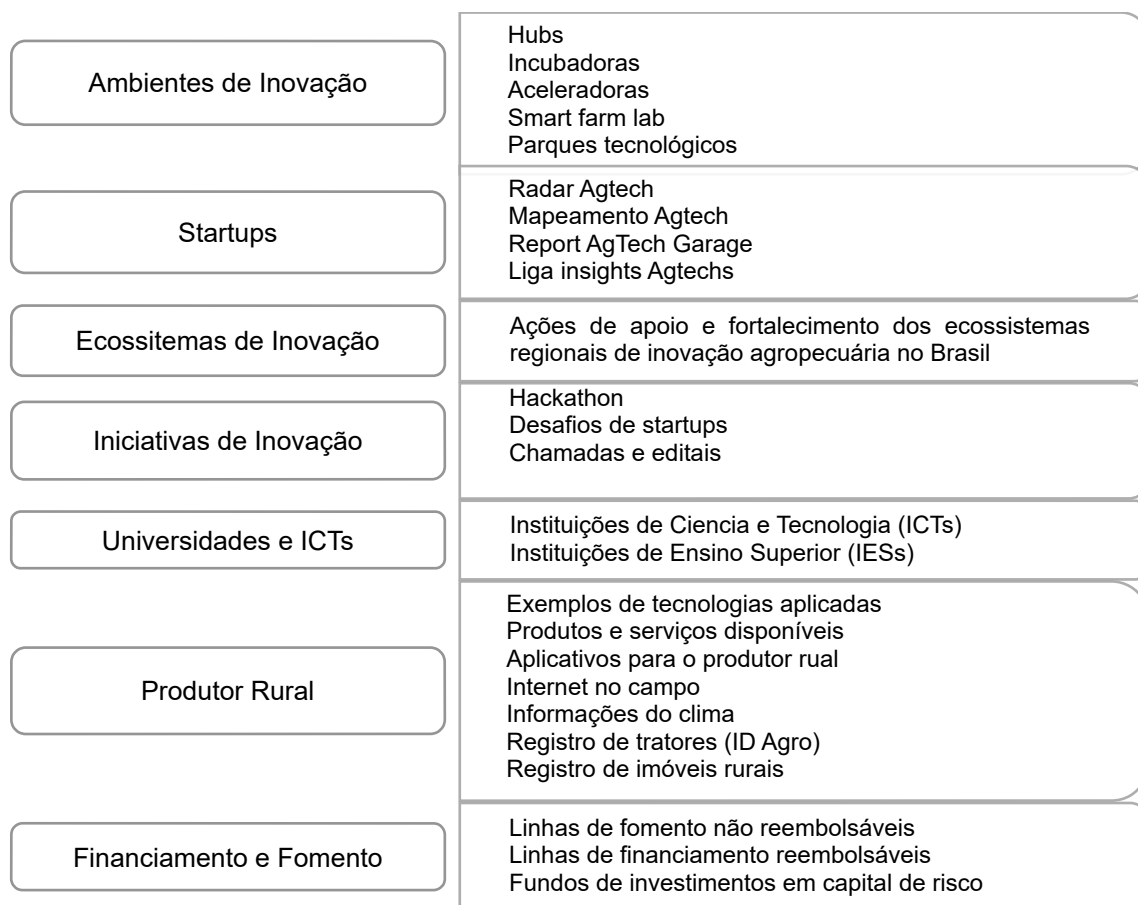 Ambientes de Inovação
Hubs
Incubadoras
Aceleradoras
Smart farm lab
Parques tecnológicos
Startups
Radar Agtech
Mapeamento Agtech
Report AgTech Garage
Liga insights Agtechs
Ecossitemas de Inovação
Ações de apoio e fortalecimento dos ecossistemas
regionais de inovação agropecuária no Brasil
Iniciativas de Inovação
Hackathon
Desafios de startups
Chamadas e editais
Universidades e ICTs
Instituições de Ciencia e Tecnologia (ICTs)
Instituições de Ensino Superior (IESs)
Produtor Rural
Exemplos de tecnologias aplicadas
Produtos e serviços disponíveis
Aplicativos para o produtor rual
Internet no campo
Informações do clima
Registro de tratores (ID Agro)
Registro de imóveis rurais
Financiamento e Fomento
Linhas de fomento não reembolsáveis
Linhas de financiamento reembolsáveis
Fundos de investimentos em capital de risco